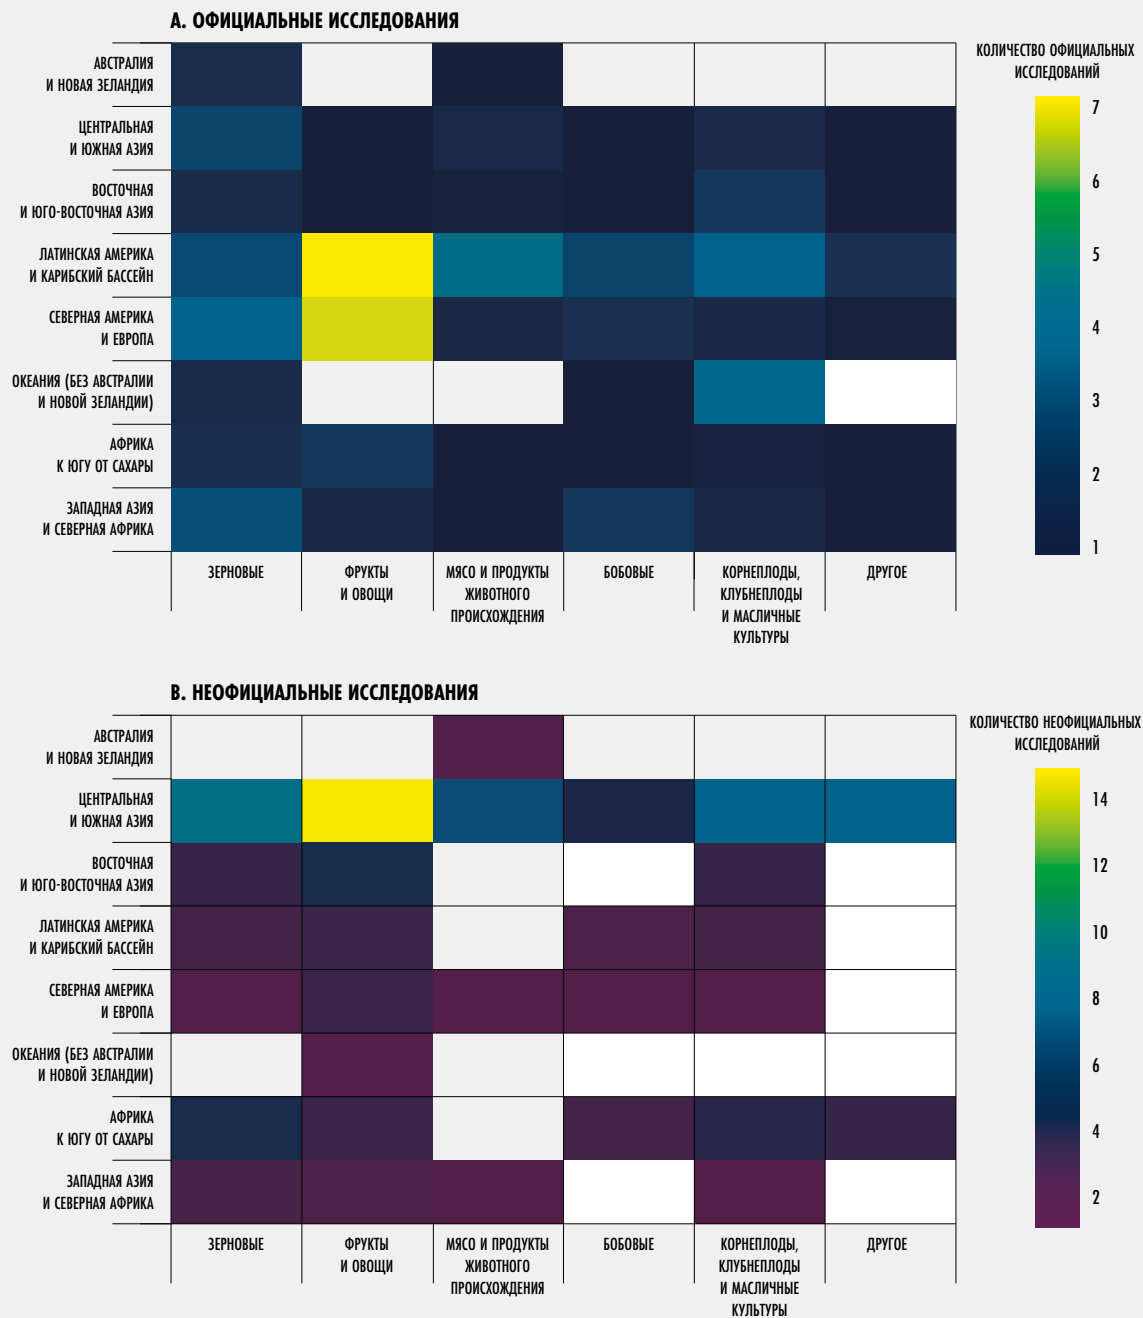 А. ОФИЦИАЛЬНЫЕ ИССЛЕДОВАНИЯ
КОЛИЧЕСТВО ОФИЦИАЛЬНЫХ
ИССЛЕДОВАНИЙ
АВСТРАЛИЯ
И НОВАЯ ЗЕЛАНДИЯ
ЦЕНТРАЛЬНАЯ
И ЮЖНАЯ АЗИЯ
ВОСТОЧНАЯ
И ЮГО-ВОСТОЧНАЯ АЗИЯ
ЛАТИНСКАЯ АМЕРИКА
И КАРИБСКИЙ БАССЕЙН
СЕВЕРНАЯ АМЕРИКА
И ЕВРОПА
ОКЕАНИЯ (БЕЗ АВСТРАЛИИ
И НОВОЙ ЗЕЛАНДИИ)
АФРИКА
К ЮГУ ОТ САХАРЫ
ЗАПАДНАЯ АЗИЯ
И СЕВЕРНАЯ АФРИКА
7
6
5
4
3
2
1
ЗЕРНОВЫЕ
ФРУКТЫ
И ОВОЩИ
МЯСО И ПРОДУКТЫ
ЖИВОТНОГО
ПРОИСХОЖДЕНИЯ
БОБОВЫЕ
КОРНЕПЛОДЫ,
КЛУБНЕПЛОДЫ
И МАСЛИЧНЫЕ
КУЛЬТУРЫ
ДРУГОЕ
В. НЕОФИЦИАЛЬНЫЕ ИССЛЕДОВАНИЯ
КОЛИЧЕСТВО НЕОФИЦИАЛЬНЫХ
ИССЛЕДОВАНИЙ
АВСТРАЛИЯ
И НОВАЯ ЗЕЛАНДИЯ
ЦЕНТРАЛЬНАЯ
И ЮЖНАЯ АЗИЯ
ВОСТОЧНАЯ
И ЮГО-ВОСТОЧНАЯ АЗИЯ
ЛАТИНСКАЯ АМЕРИКА
И КАРИБСКИЙ БАССЕЙН
СЕВЕРНАЯ АМЕРИКА
И ЕВРОПА
ОКЕАНИЯ (БЕЗ АВСТРАЛИИ
И НОВОЙ ЗЕЛАНДИИ)
АФРИКА
К ЮГУ ОТ САХАРЫ
ЗАПАДНАЯ АЗИЯ
И СЕВЕРНАЯ АФРИКА
14
12
10
8
6
4
2
ЗЕРНОВЫЕ
ФРУКТЫ
И ОВОЩИ
МЯСО И ПРОДУКТЫ
ЖИВОТНОГО
ПРОИСХОЖДЕНИЯ
БОБОВЫЕ
КОРНЕПЛОДЫ,
КЛУБНЕПЛОДЫ
И МАСЛИЧНЫЕ
КУЛЬТУРЫ
ДРУГОЕ